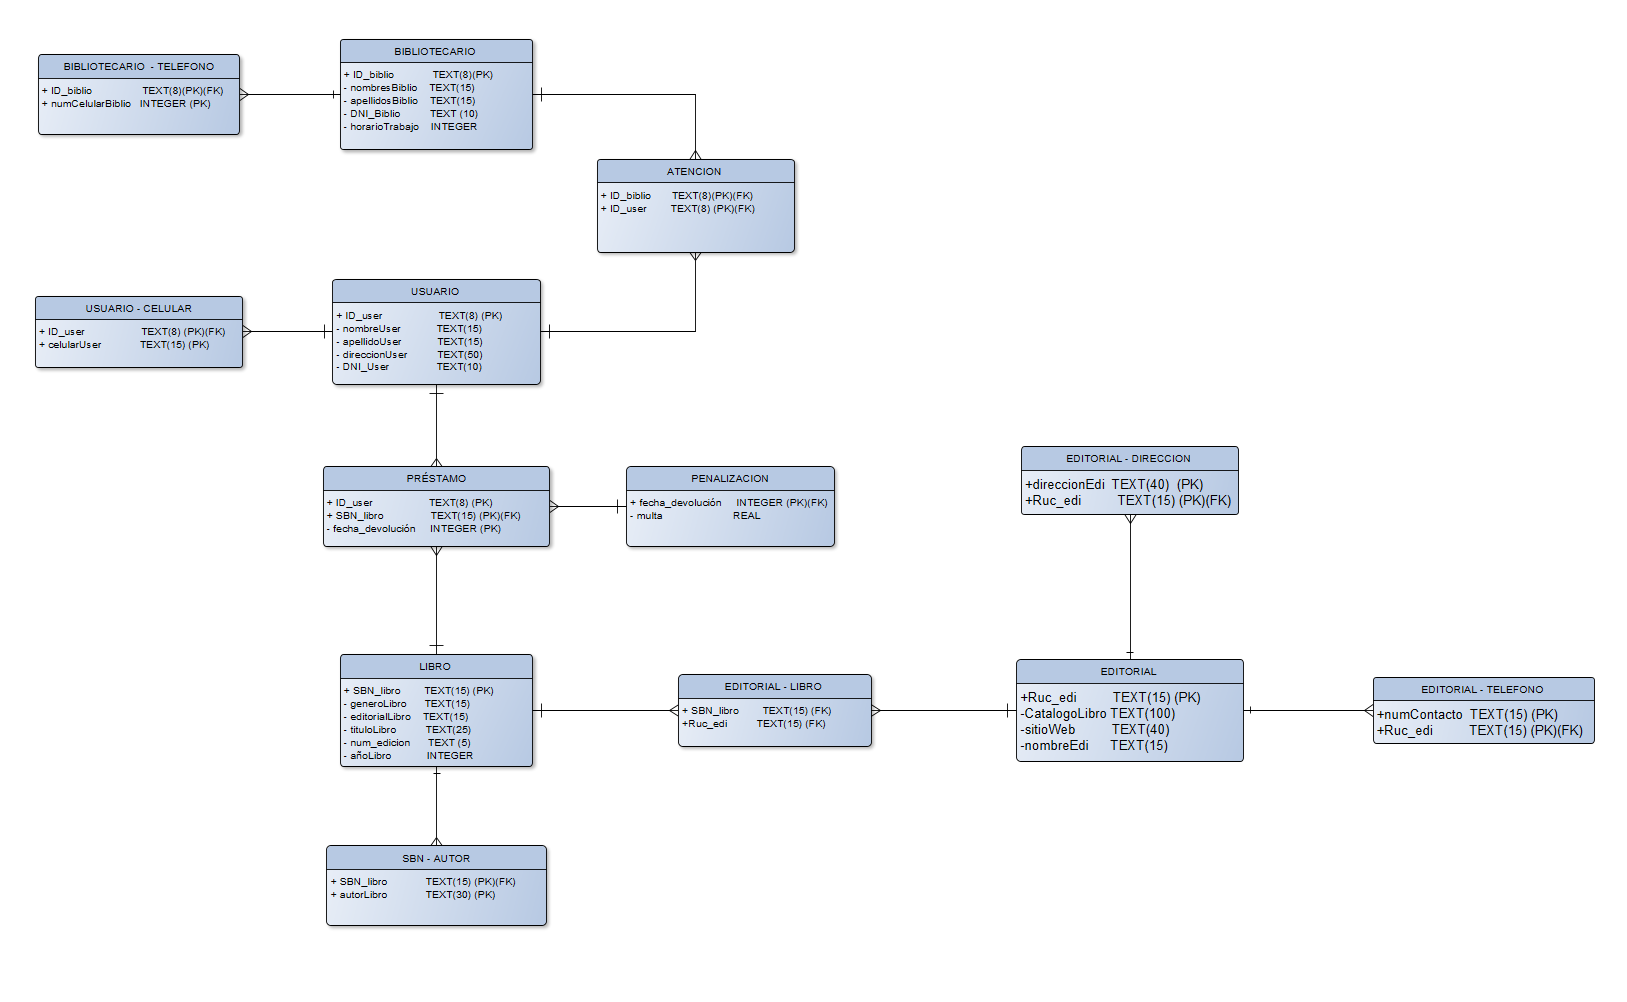 BIBLIOTECARIO - TELEFONO
+ ID_biblio TEXT(8)(PK)(FK)
+ numCelularBiblio INTEGER (PK)
BIBLIOTECARIO
+ ID_biblio TEXT(8)(PK)
- nombresBiblio TEXT(15)
- apellidosBiblio TEXT(15)
- DNI_Biblio TEXT (10)
- horarioTrabajo INTEGER
ATENCION
+ ID_biblio TEXT(8)(PK)(FK)
+ ID_user TEXT(8) (PK)(FK)
USUARIO - CELULAR
+ ID_user TEXT(8) (PK)(FK)
+ celularUser TEXT(15) (PK)
USUARIO
+ ID_user TEXT(8) (PK)
- nombreUser TEXT(15)
- apellidoUser TEXT(15)
- direccionUser TEXT(50)
- DNI_User TEXT(10)
PRÉSTAMO
+ ID_user TEXT(8) (PK)
+ SBN_libro TEXT(15) (PK)(FK)
- fecha_devolución INTEGER (PK)
PENALIZACION
+ fecha_devolución INTEGER (PK)(FK)
- multa REAL
EDITORIAL - DIRECCION
+direccionEdi TEXT(40) (PK)
+Ruc_edi TEXT(15) (PK)(FK)
LIBRO
+ SBN_libro TEXT(15) (PK)
- generoLibro TEXT(15)
- editorialLibro TEXT(15)
- tituloLibro TEXT(25)
- num_edicion TEXT (5)
- añoLibro INTEGER
EDITORIAL - LIBRO
+ SBN_libro TEXT(15) (FK)
+Ruc_edi TEXT(15) (FK)
EDITORIAL
+Ruc_edi TEXT(15) (PK)
-CatalogoLibro TEXT(100)
-sitioWeb TEXT(40)
-nombreEdi TEXT(15)
EDITORIAL - TELEFONO
+numContacto TEXT(15) (PK)
+Ruc_edi TEXT(15) (PK)(FK)
SBN - AUTOR
+ SBN_libro TEXT(15) (PK)(FK)
+ autorLibro TEXT(30) (PK)